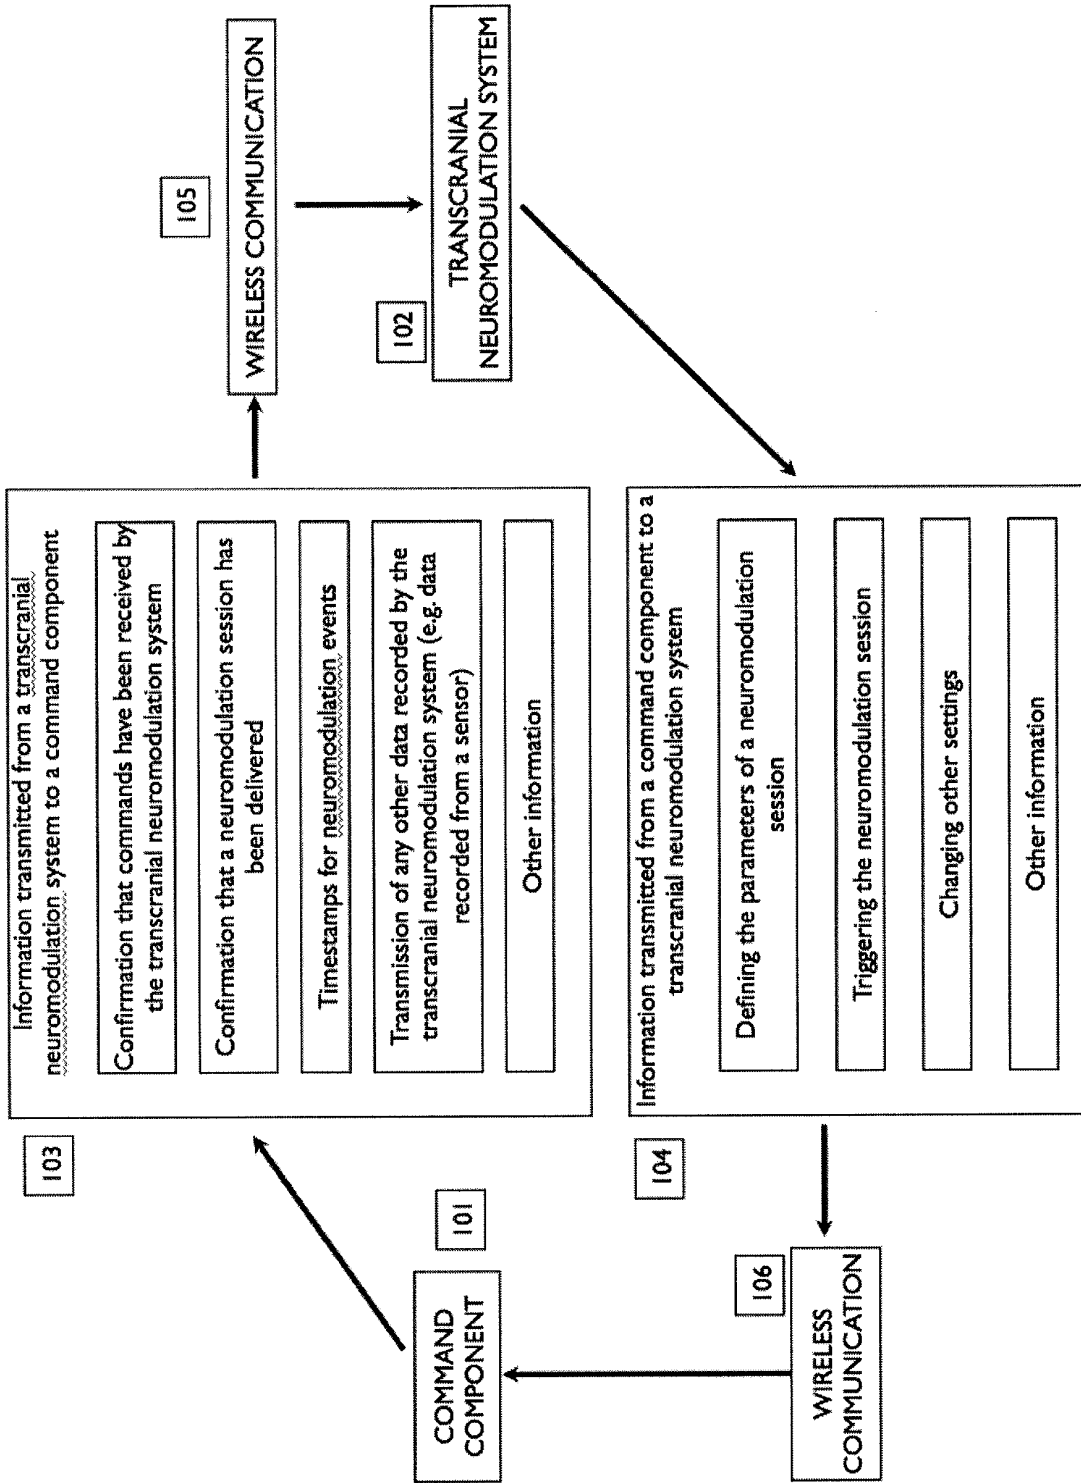 103
Information transmitted from a transcranial
neuromodulation system to a command component
Confirmation that commands have been received by
the transcranial neuromodulation system
Confirmation that a neuromodulation session has
been delivered
Timestamps for neuromodulation events
Transmission of any other data recorded by the
transcranial neuromodulation system (e.g. data
recorded from a sensor)
Other information
105
WIRELESS COMMUNICATION
101
COMMAND
COMPONENT
102
TRANSCRANIAL
NEUROMODULATION SYSTEM
104
Information transmitted from a command component to a
transcranial neuromodulation system
Defining the parameters of a neuromodulation
session
Triggering the neuromodulation session
Changing other settings
Other information
106
WIRELESS
COMMUNICATION